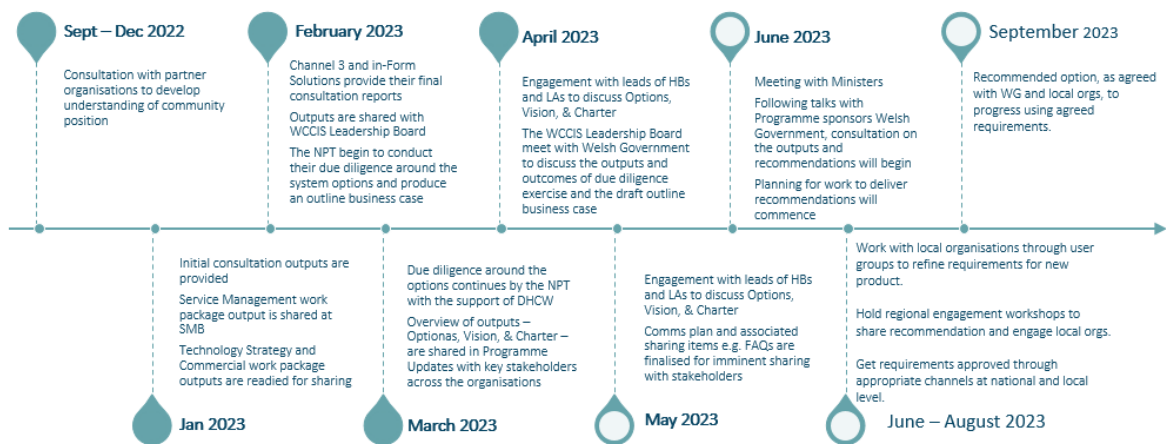 Sept – Dec 2022
Consultation with partner
organisations to develop
understanding of community
position
February 2023
Channel 3 and in-Form
Solutions provide their final
consultation reports
Outputs are shared with
WCCIS Leadership Board
The NPT begin to conduct
their due diligence around the
system options and produce
an outline business case
April 2023
Engagement with leads of HBs
and LAs to discuss Options,
Vision, & Charter
The WCCIS Leadership Board
meet with Welsh Government
to discuss the outputs and
outcomes of due diligence
exercise and the draft outline
business case
June 2023
Meeting with Ministers
Following talks with
Programme sponsors Welsh
Government, consultation on
the outputs and
recommendations will begin
Planning for work to deliver
recommendations will
commence
September 2023
Recommended option, as agreed
with WG and local orgs, to
progress using agreed
requirements.
Initial consultation outputs are
provided
Service Management work
package output is shared at
SMB
Technology Strategy and
Commercial work package
outputs are readied for sharing
Jan 2023
Due diligence around the
options continues by the NPT
with the support of DHCW
Overview of outputs –
Optionas, Vision, & Charter –
are shared in Programme
Updates with key stakeholders
across the organisations
March 2023
Engagement with leads of HBs
and LAs to discuss Options,
Vision, & Charter
Comms plan and associated
sharing items e.g. FAQs are
finalised for imminent sharing
with stakeholders
May 2023
Work with local organisations through user
groups to refine requirements for new
product.
Hold regional engagement workshops to
share recommendation and engage local orgs.
Get requirements approved through
appropriate channels at national and local
level.
June – August 2023